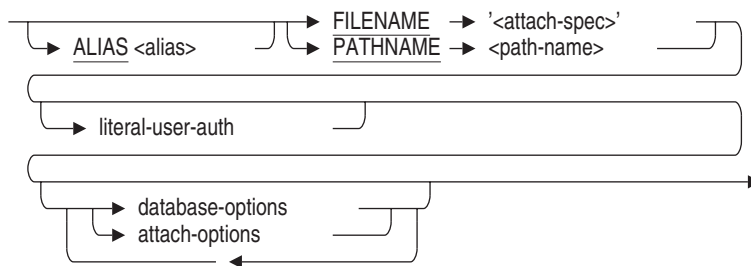 FILENAME '<attach-spec>'
ALIAS <alias> PATHNAME <path-name>
literal-user-auth
database-options
attach-options